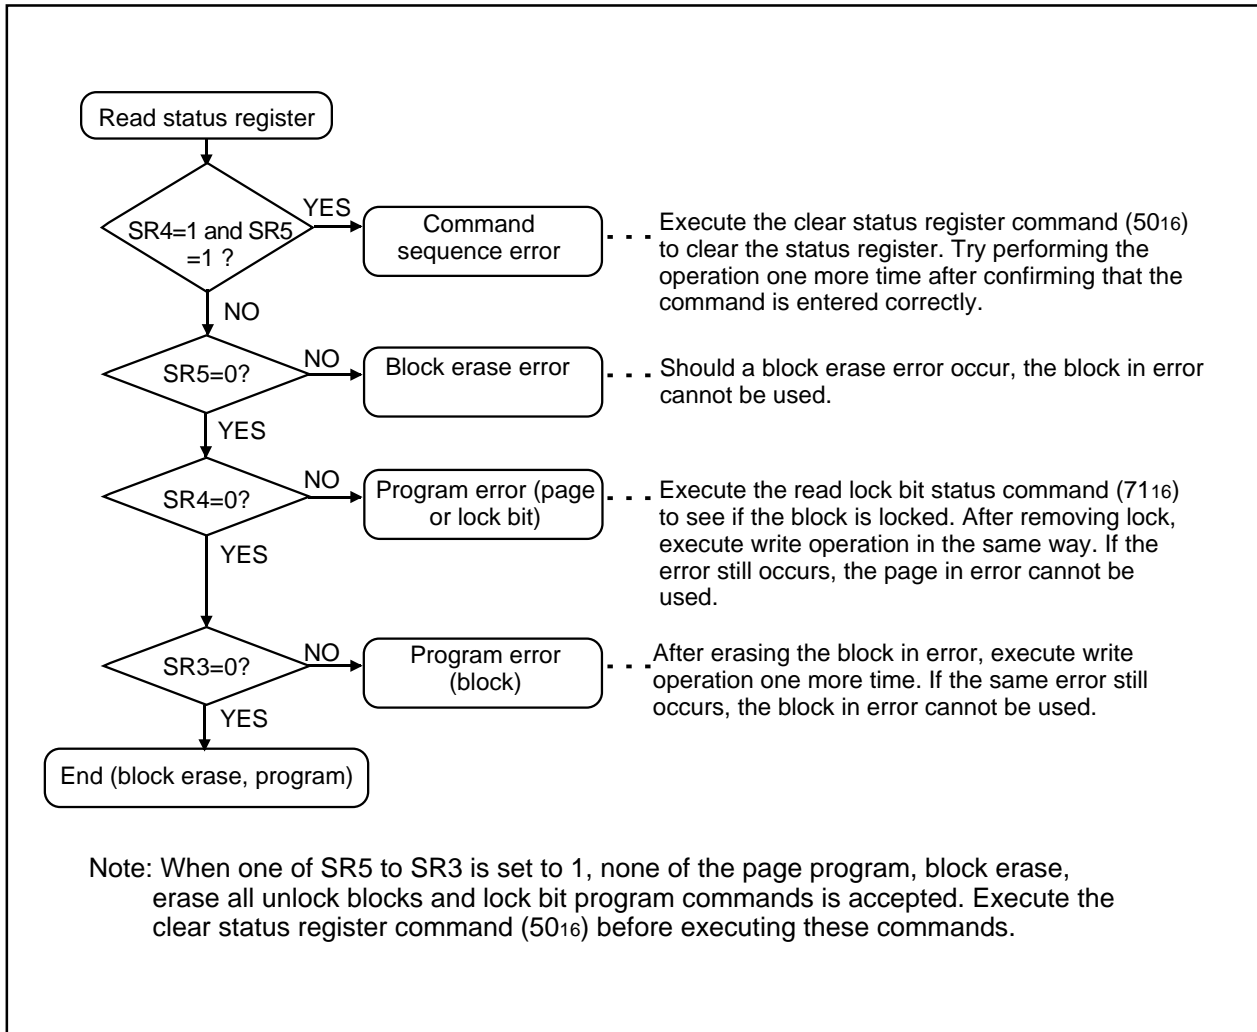 Read status register
SR4=1 and SR5
=1 ?
YES
Command
sequence error
Execute the clear status register command (5016)
to clear the status register. Try performing the
operation one more time after confirming that the
command is entered correctly.
NO
SR5=0?
NO
Block erase error
Should a block erase error occur, the block in error
cannot be used.
YES
SR4=0?
NO
Program error (page
or lock bit)
Execute the read lock bit status command (7116)
to see if the block is locked. After removing lock,
execute write operation in the same way. If the
error still occurs, the page in error cannot be
used.
YES
SR3=0?
NO
Program error
(block)
After erasing the block in error, execute write
operation one more time. If the same error still
occurs, the block in error cannot be used.
YES
End (block erase, program)
Note: When one of SR5 to SR3 is set to 1, none of the page program, block erase,
erase all unlock blocks and lock bit program commands is accepted. Execute the
clear status register command (5016) before executing these commands.